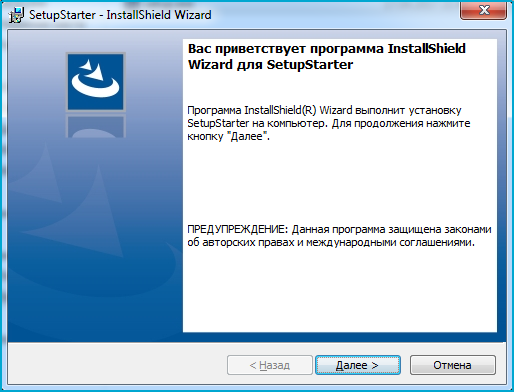 SetupStarter - InstallShield Wizard
Вас приветствует программа InstallShield
Wizard для SetupStarter
Программа InstallShield(R) Wizard выполнит установку
SetupStarter на компьютер. Для продолжения нажмите
кнопку "Далее".
ПРЕДУПРЕЖДЕНИЕ: Данная программа защищена законами
об авторских правах и международными соглашениями.
< Назад
Далее >
Отмена